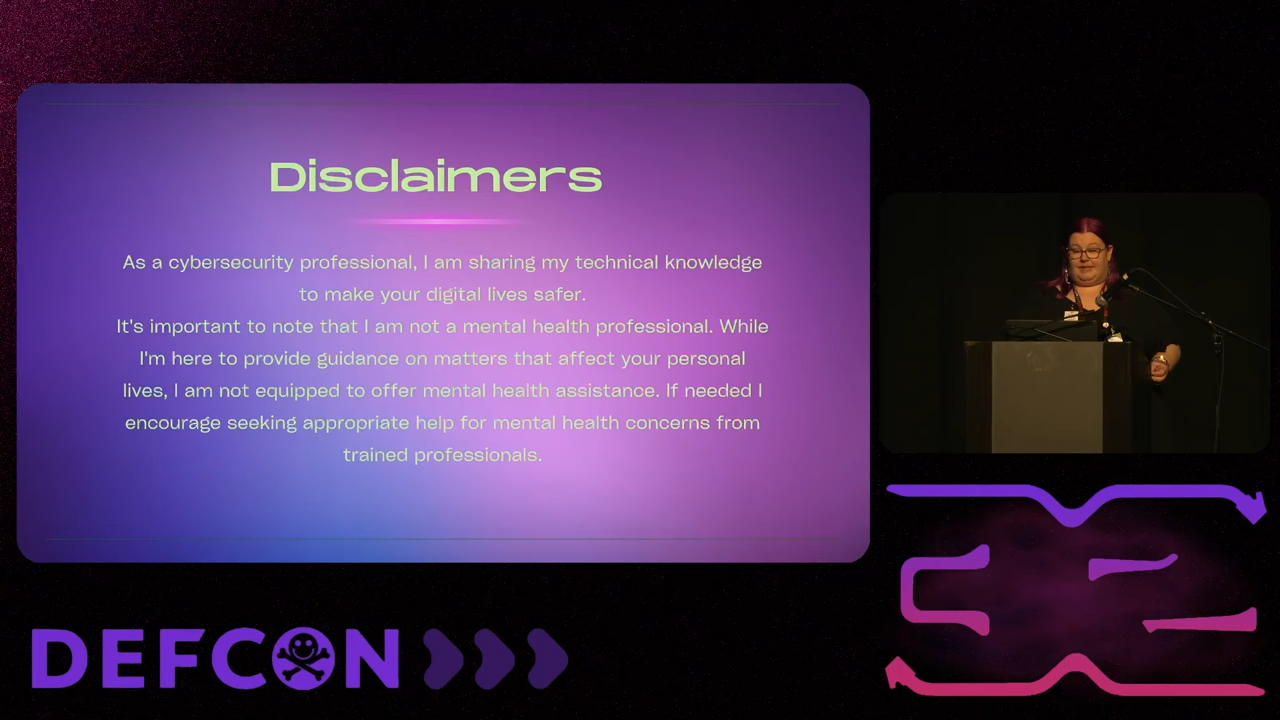 Disclaimers
As a cybersecurity professional, I am sharing my technical knowledge
to make your digital lives safer.
It's important to note that I am not a mental health professional. While
I'm here to provide guidance on matters that affect your personal
lives, I am not equipped to offer mental health assistance. If needed I
encourage seeking appropriate help for mental health concerns from
trained professionals.
DEFCON